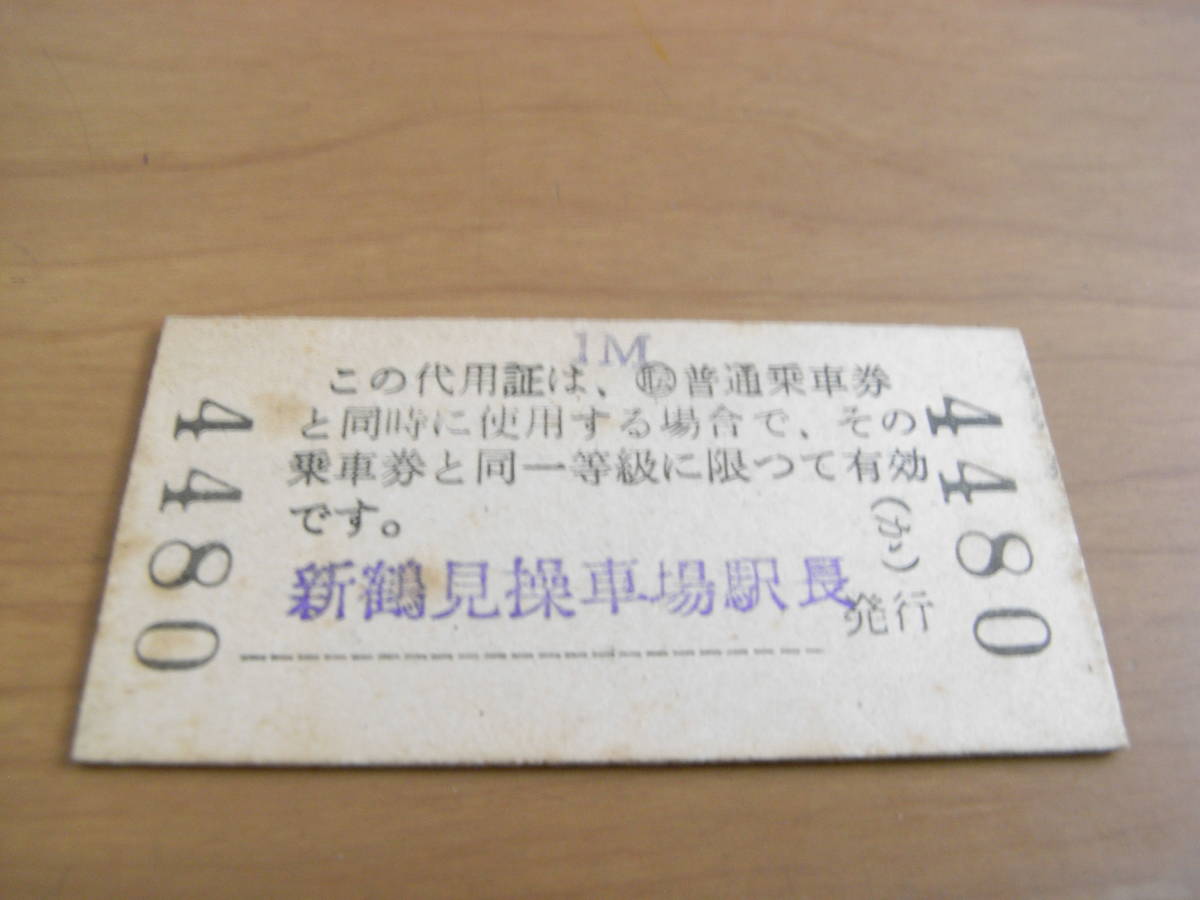 1M
この代用証は、普通乗車券
と同時に使用する場合で、その
乗車券と同一等級に限つて有効
です。
新鶴見操車場駅長 発行
4480
4480